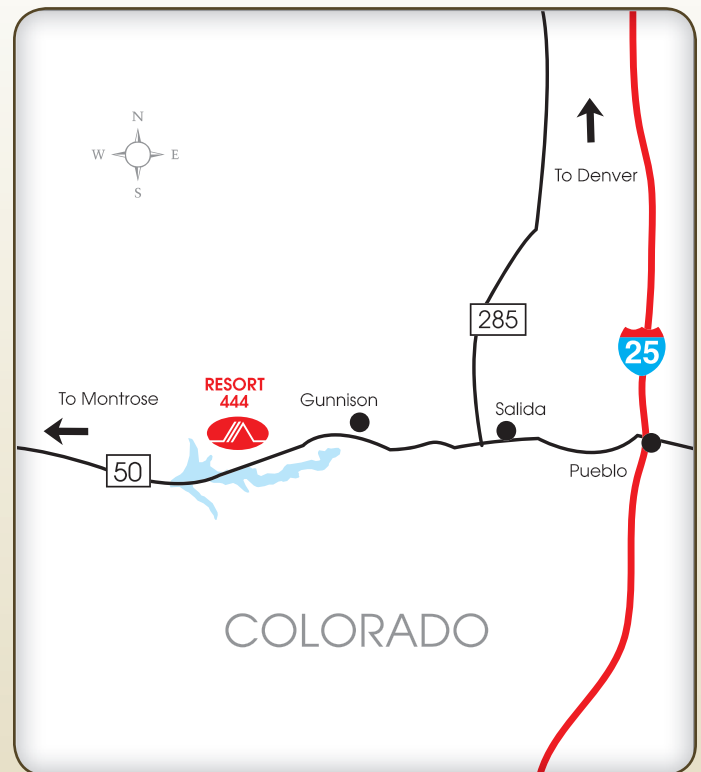 N
W
E
S
To Denver
285
25
RESORT
444
To Montrose
Gunnison
Salida
50
Pueblo
COLORADO